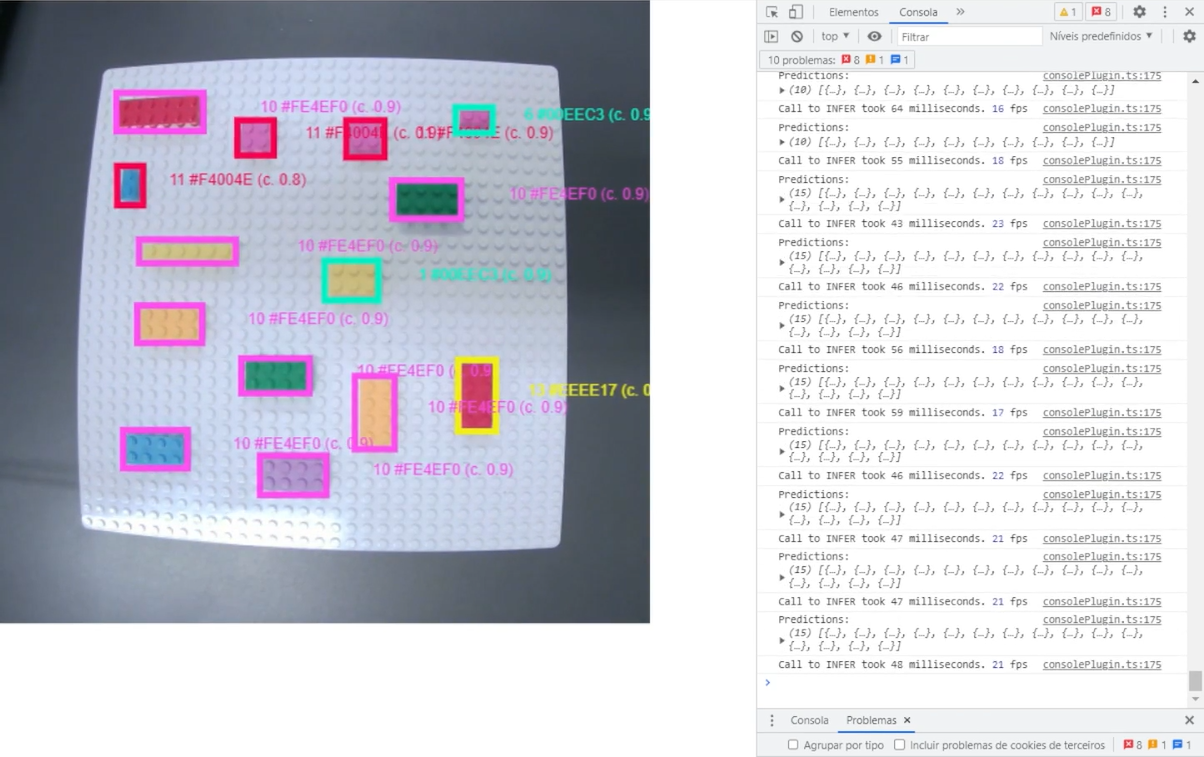 10 #FE4EF0 (c. 0.9)
11 #F4004E (c. 0.9)
11 #F4004E (c. 0.9)
#00EEC3 (c. 0.9
11 #F4004E (c. 0.8)
10 #FE4EF0 (c. 0.9)
10 #FE4EF0 (c. 0.9)
#00EEC3 (c. 0.9)
10 #FE4EF0 (c. 0.9)
10 #FE4EF0 (c. 0.9)
#EEEE17 (c. 0
10 #FE4EF0 (c. 0.9)
10 #FE4EF0 (c. 0.9)
10 #FE4EF0 (c. 0.9)
Elementos Consola » 1 8
top ▼ Filtrar Níveis predefinidos ▼
10 problemas: 8 1 1
Predictions: consolePlugin.ts:175
(10) [{…}, {…}, {…}, {…}, {…}, {…}, {…}, {…}, {…}, {…}]
Call to INFER took 64 milliseconds. 16 fps consolePlugin.ts:175
Predictions: consolePlugin.ts:175
(10) [{…}, {…}, {…}, {…}, {…}, {…}, {…}, {…}, {…}, {…}]
Call to INFER took 55 milliseconds. 18 fps consolePlugin.ts:175
Predictions: consolePlugin.ts:175
(15) [{…}, {…}, {…}, {…}, {…}, {…}, {…}, {…}, {…}, {…}, {…},
{…}, {…}, {…}, {…}]
Call to INFER took 43 milliseconds. 23 fps consolePlugin.ts:175
Predictions: consolePlugin.ts:175
(15) [{…}, {…}, {…}, {…}, {…}, {…}, {…}, {…}, {…}, {…}, {…},
{…}, {…}, {…}, {…}]
Call to INFER took 46 milliseconds. 22 fps consolePlugin.ts:175
Predictions: consolePlugin.ts:175
(15) [{…}, {…}, {…}, {…}, {…}, {…}, {…}, {…}, {…}, {…}, {…},
{…}, {…}, {…}, {…}]
Call to INFER took 56 milliseconds. 18 fps consolePlugin.ts:175
Predictions: consolePlugin.ts:175
(15) [{…}, {…}, {…}, {…}, {…}, {…}, {…}, {…}, {…}, {…}, {…},
{…}, {…}, {…}, {…}]
Call to INFER took 59 milliseconds. 17 fps consolePlugin.ts:175
Predictions: consolePlugin.ts:175
(15) [{…}, {…}, {…}, {…}, {…}, {…}, {…}, {…}, {…}, {…}, {…},
{…}, {…}, {…}, {…}]
Call to INFER took 46 milliseconds. 22 fps consolePlugin.ts:175
Predictions: consolePlugin.ts:175
(15) [{…}, {…}, {…}, {…}, {…}, {…}, {…}, {…}, {…}, {…}, {…},
{…}, {…}, {…}, {…}]
Call to INFER took 47 milliseconds. 21 fps consolePlugin.ts:175
Predictions: consolePlugin.ts:175
(15) [{…}, {…}, {…}, {…}, {…}, {…}, {…}, {…}, {…}, {…}, {…},
{…}, {…}, {…}, {…}]
Call to INFER took 47 milliseconds. 21 fps consolePlugin.ts:175
Predictions: consolePlugin.ts:175
(15) [{…}, {…}, {…}, {…}, {…}, {…}, {…}, {…}, {…}, {…}, {…},
{…}, {…}, {…}, {…}]
Call to INFER took 48 milliseconds. 21 fps consolePlugin.ts:175
Consola Problemas ×
Agrupar por tipo Incluir problemas de cookies de terceiros 8 1 1